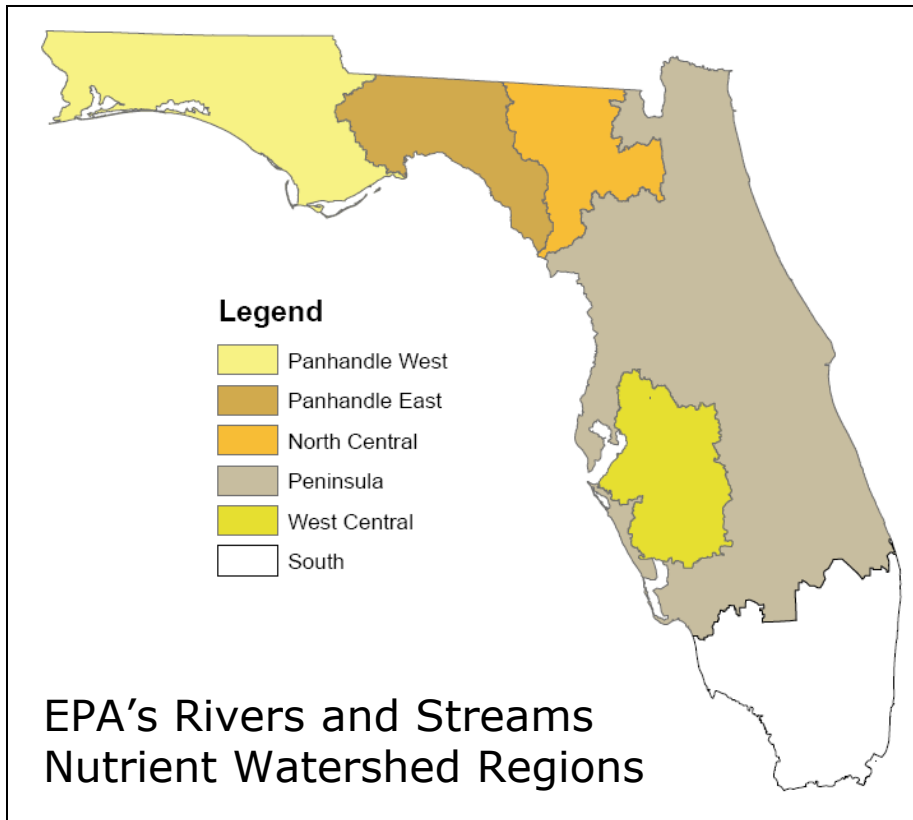 Legend
Panhandle West
Panhandle East
North Central
Peninsula
West Central
South
EPA’s Rivers and Streams
Nutrient Watershed Regions